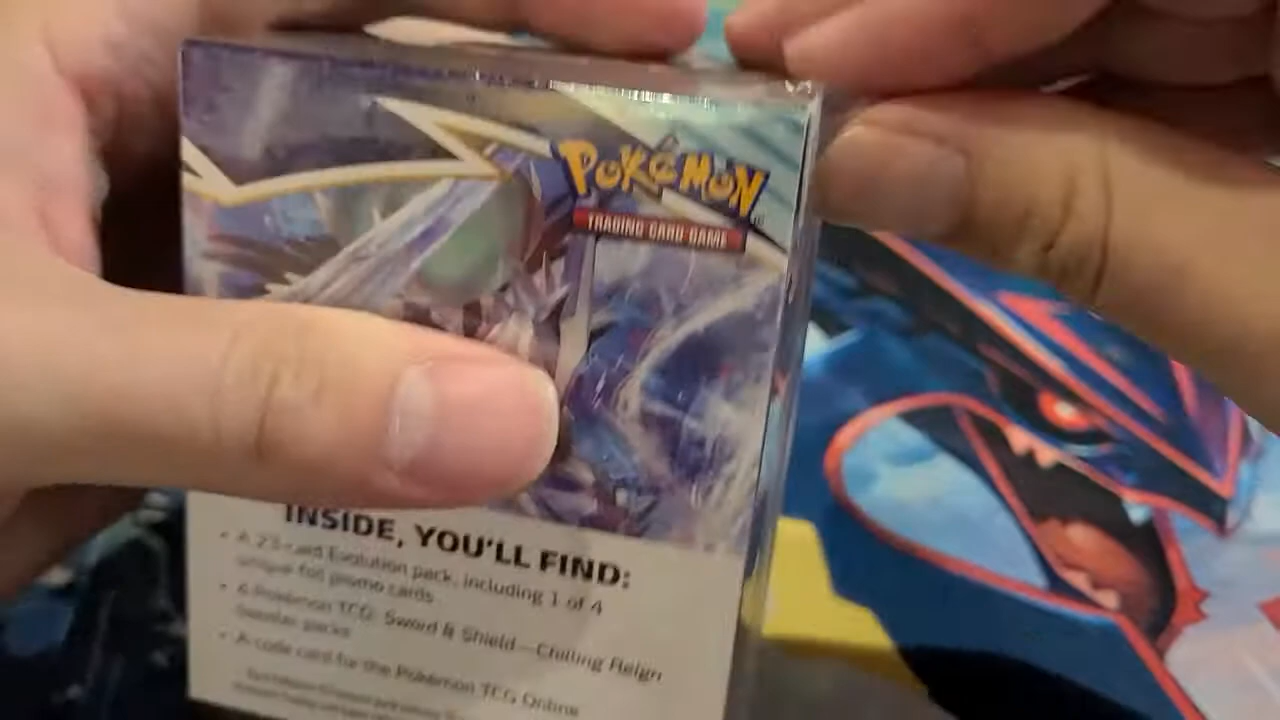 POKéMON
TRADING CARD GAME
INSIDE, YOU'LL FIND:
• A 23-card Evolution pack, including 1 of 4
unique foil promo cards
Pokémon TCG: Sword & Shield—Chilling Reign
booster packs
• A code card for the Pokémon TCG Online